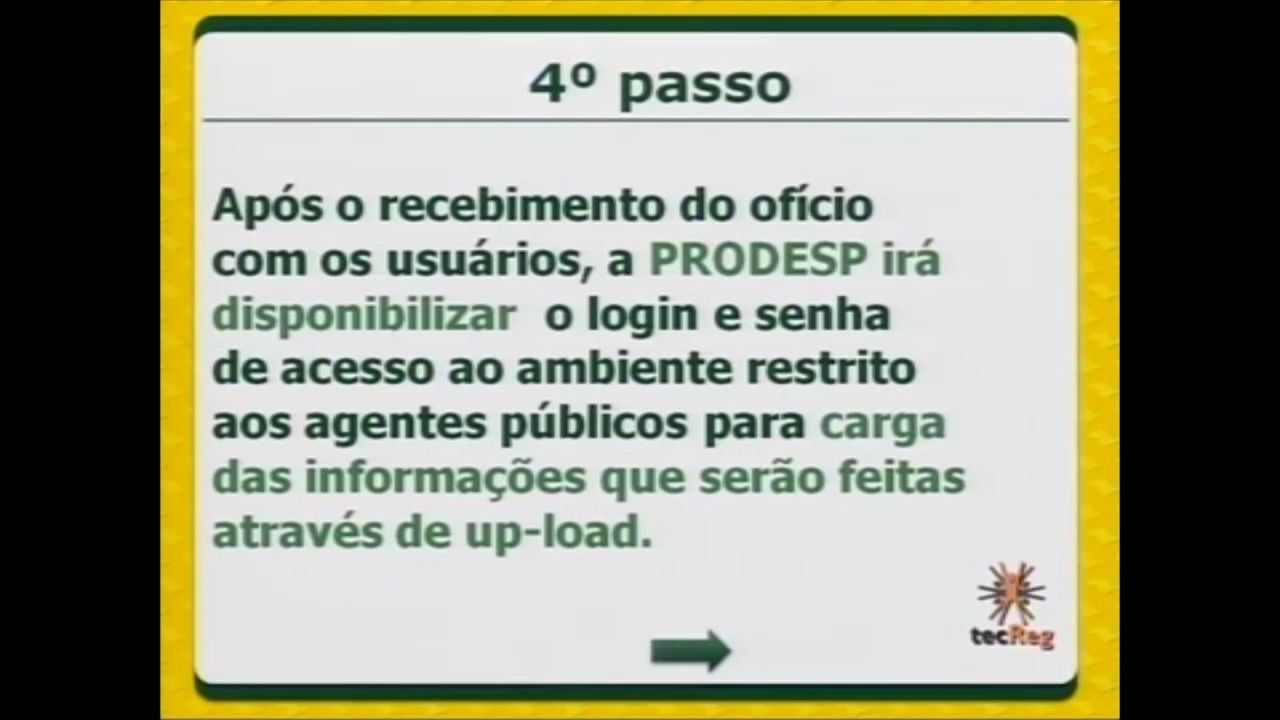 4º passo
Após o recebimento do ofício
com os usuários, a PRODESP irá
disponibilizar o login e senha
de acesso ao ambiente restrito
aos agentes públicos para carga
das informações que serão feitas
através de up-load.
tecReg